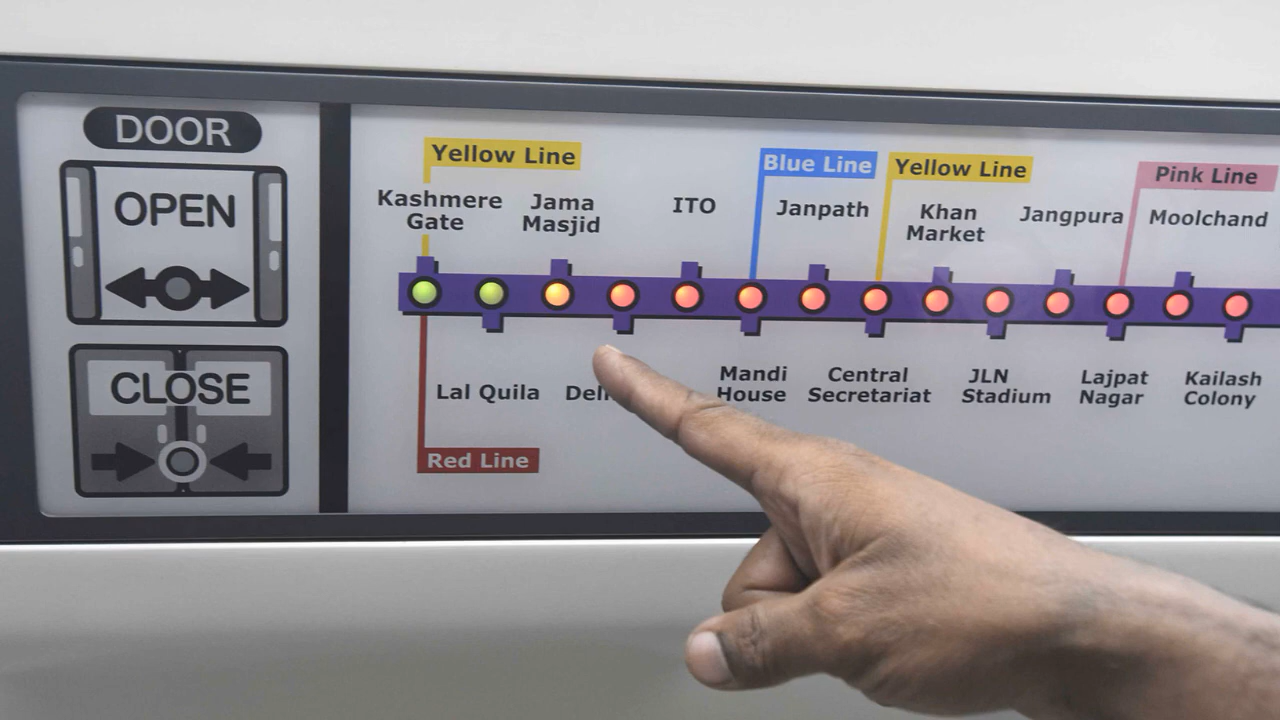 DOOR
OPEN
CLOSE
Yellow Line
Blue Line
Yellow Line
Pink Line
Kashmere
Gate
Jama
Masjid
ITO
Janpath
Khan
Market
Jangpura
Moolchand
Lal Quila
Mandi
House
Central
Secretariat
JLN
Stadium
Lajpat
Nagar
Kailash
Colony
Red Line